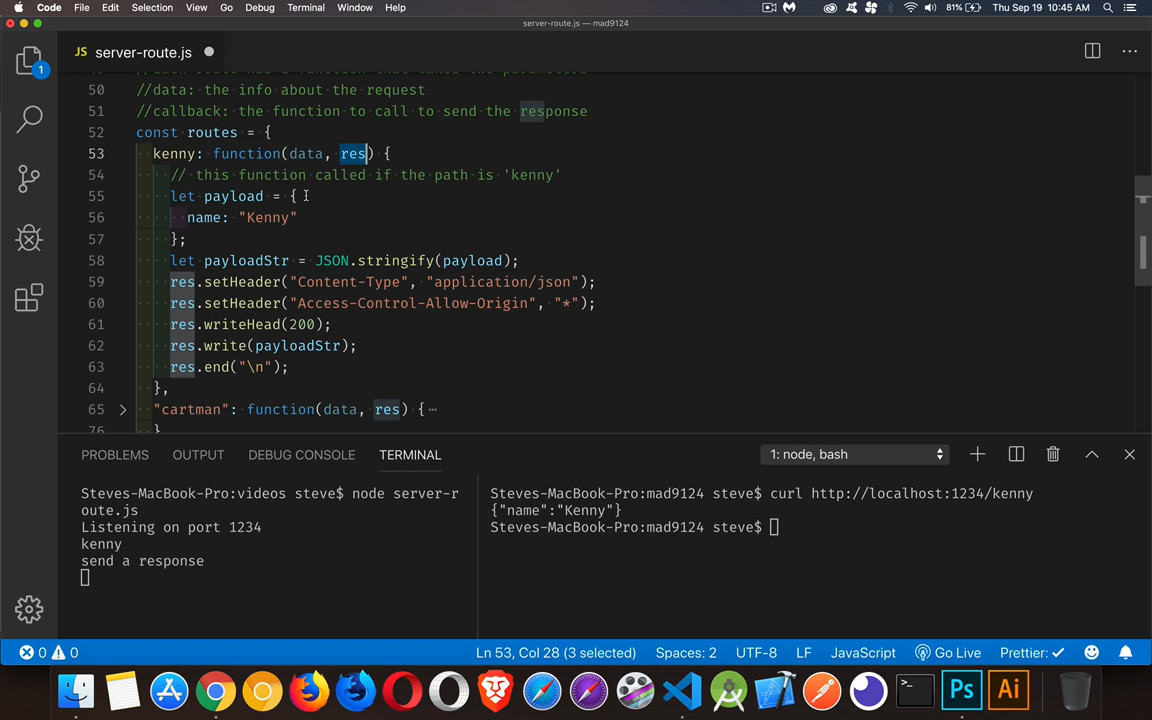 Code File Edit Selection View Go Debug Terminal Window Help 81% Thu Sep 19 10:45 AM
server-route.js — mad9124
JS server-route.js
1
50 //data: the info about the request
51 //callback: the function to call to send the response
52 const routes = {
53 kenny: function(data, res) {
54 // this function called if the path is 'kenny'
55 let payload = {
56 name: "Kenny"
57 };
58 let payloadStr = JSON.stringify(payload);
59 res.setHeader("Content-Type", "application/json");
60 res.setHeader("Access-Control-Allow-Origin", "*");
61 res.writeHead(200);
62 res.write(payloadStr);
63 res.end("\n");
64 },
65 "cartman": function(data, res) {
76 }
PROBLEMS OUTPUT DEBUG CONSOLE TERMINAL 1: node, bash
Steves-MacBook-Pro:videos steve$ node server-r
oute.js
Listening on port 1234
kenny
send a response
Steves-MacBook-Pro:mad9124 steve$ curl http://localhost:1234/kenny
{"name":"Kenny"}
Steves-MacBook-Pro:mad9124 steve$
0 0 Ln 53, Col 28 (3 selected) Spaces: 2 UTF-8 LF JavaScript Go Live Prettier: ✓
Ps Ai